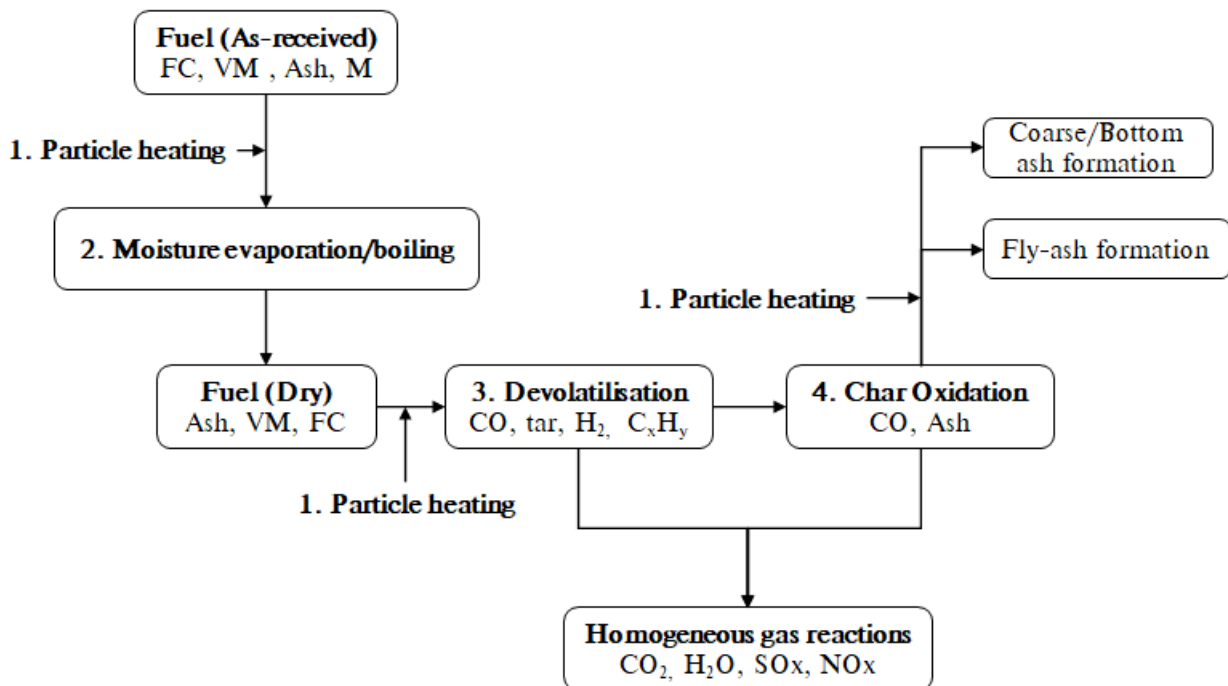 Fuel (As-received)
FC, VM , Ash, M
1. Particle heating
2. Moisture evaporation/boiling
Fuel (Dry)
Ash, VM, FC
1. Particle heating
3. Devolatilisation
CO, tar, H₂, CₓHᵧ
4. Char Oxidation
CO, Ash
1. Particle heating
Coarse/Bottom
ash formation
Fly-ash formation
Homogeneous gas reactions
CO₂, H₂O, SOx, NOx